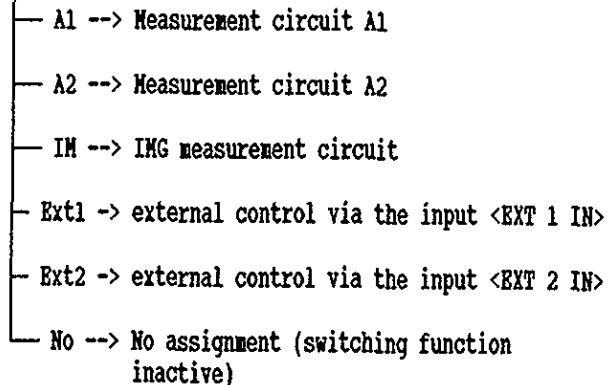 A1 --> Measurement circuit A1
A2 --> Measurement circuit A2
IM --> IMG measurement circuit
Ext1 -> external control via the input <EXT 1 IN>
Ext2 -> external control via the input <EXT 2 IN>
No --> No assignment (switching function
inactive)